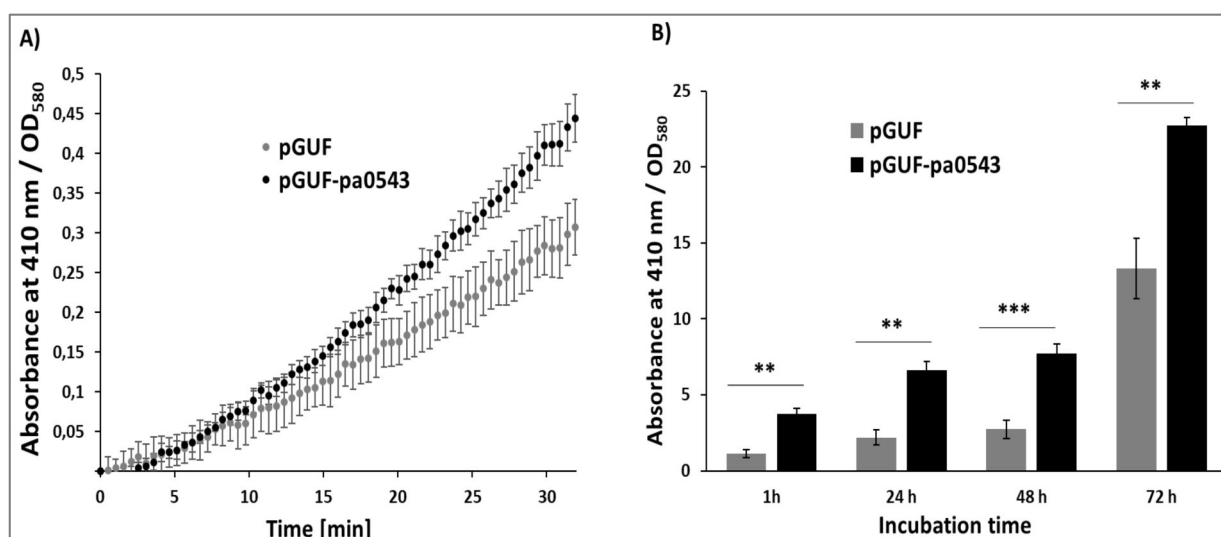 A)
Absorbance at 410 nm / OD580
0,5
0,45
0,4
0,35
0,3
0,25
0,2
0,15
0,1
0,05
0
5
10
15
20
25
30
Time [min]
pGUF
pGUF-pa0543
B)
Absorbance at 410 nm / OD580
25
20
15
10
5
0
pGUF
pGUF-pa0543
**
**
***
**
1h
24 h
48 h
72 h
Incubation time